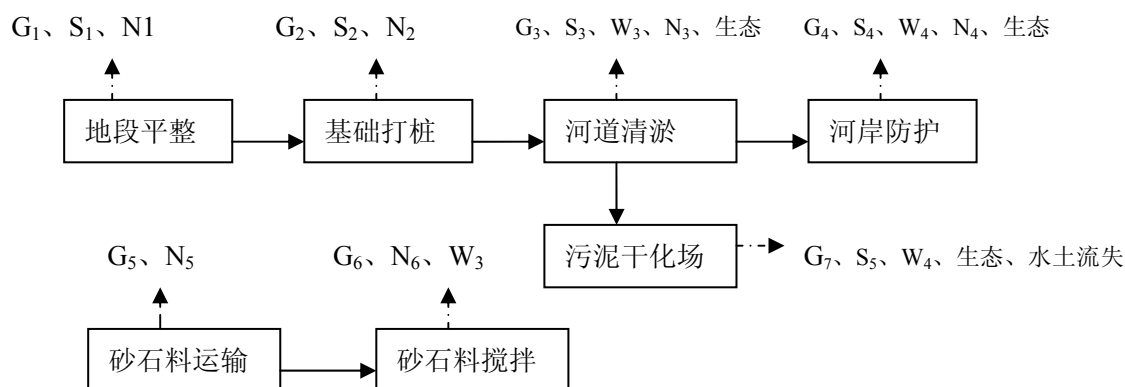 G₁、S₁、N1
G₂、S₂、N₂
G₃、S₃、W₃、N₃、生态
G₄、S₄、W₄、N₄、生态
地段平整
基础打桩
河道清淤
河岸防护
污泥干化场
G₇、S₅、W₄、生态、水土流失
G₅、N₅
G₆、N₆、W₃
砂石料运输
砂石料搅拌